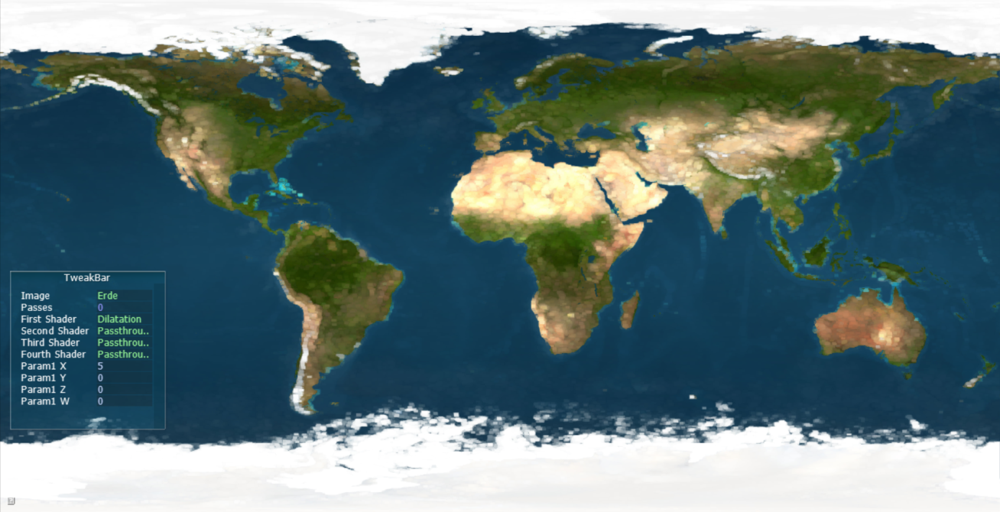 TweakBar
Image Erde
Passes 0
First Shader Dilatation
Second Shader Passthrou..
Third Shader Passthrou..
Fourth Shader Passthrou..
Param1 X 5
Param1 Y 0
Param1 Z 0
Param1 W 0